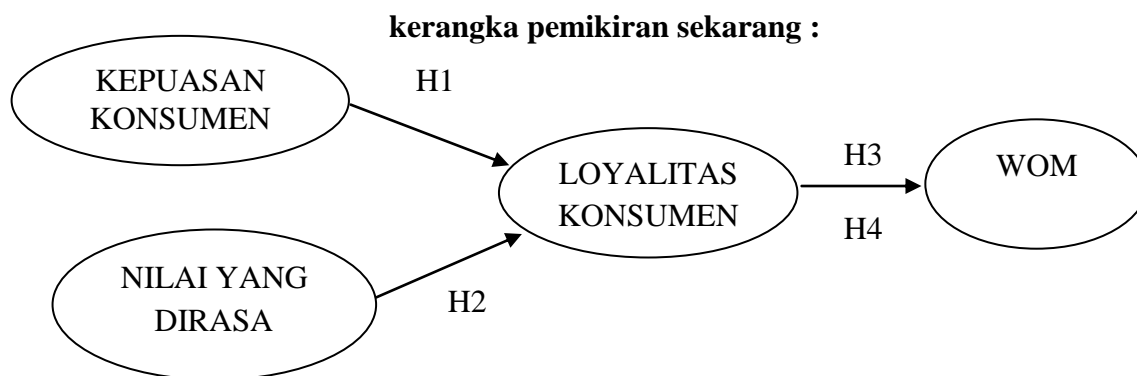 kerangka pemikiran sekarang :
KEPUASAN
KONSUMEN
H1
LOYALITAS
KONSUMEN
H3
H4
WOM
NILAI YANG
DIRASA
H2